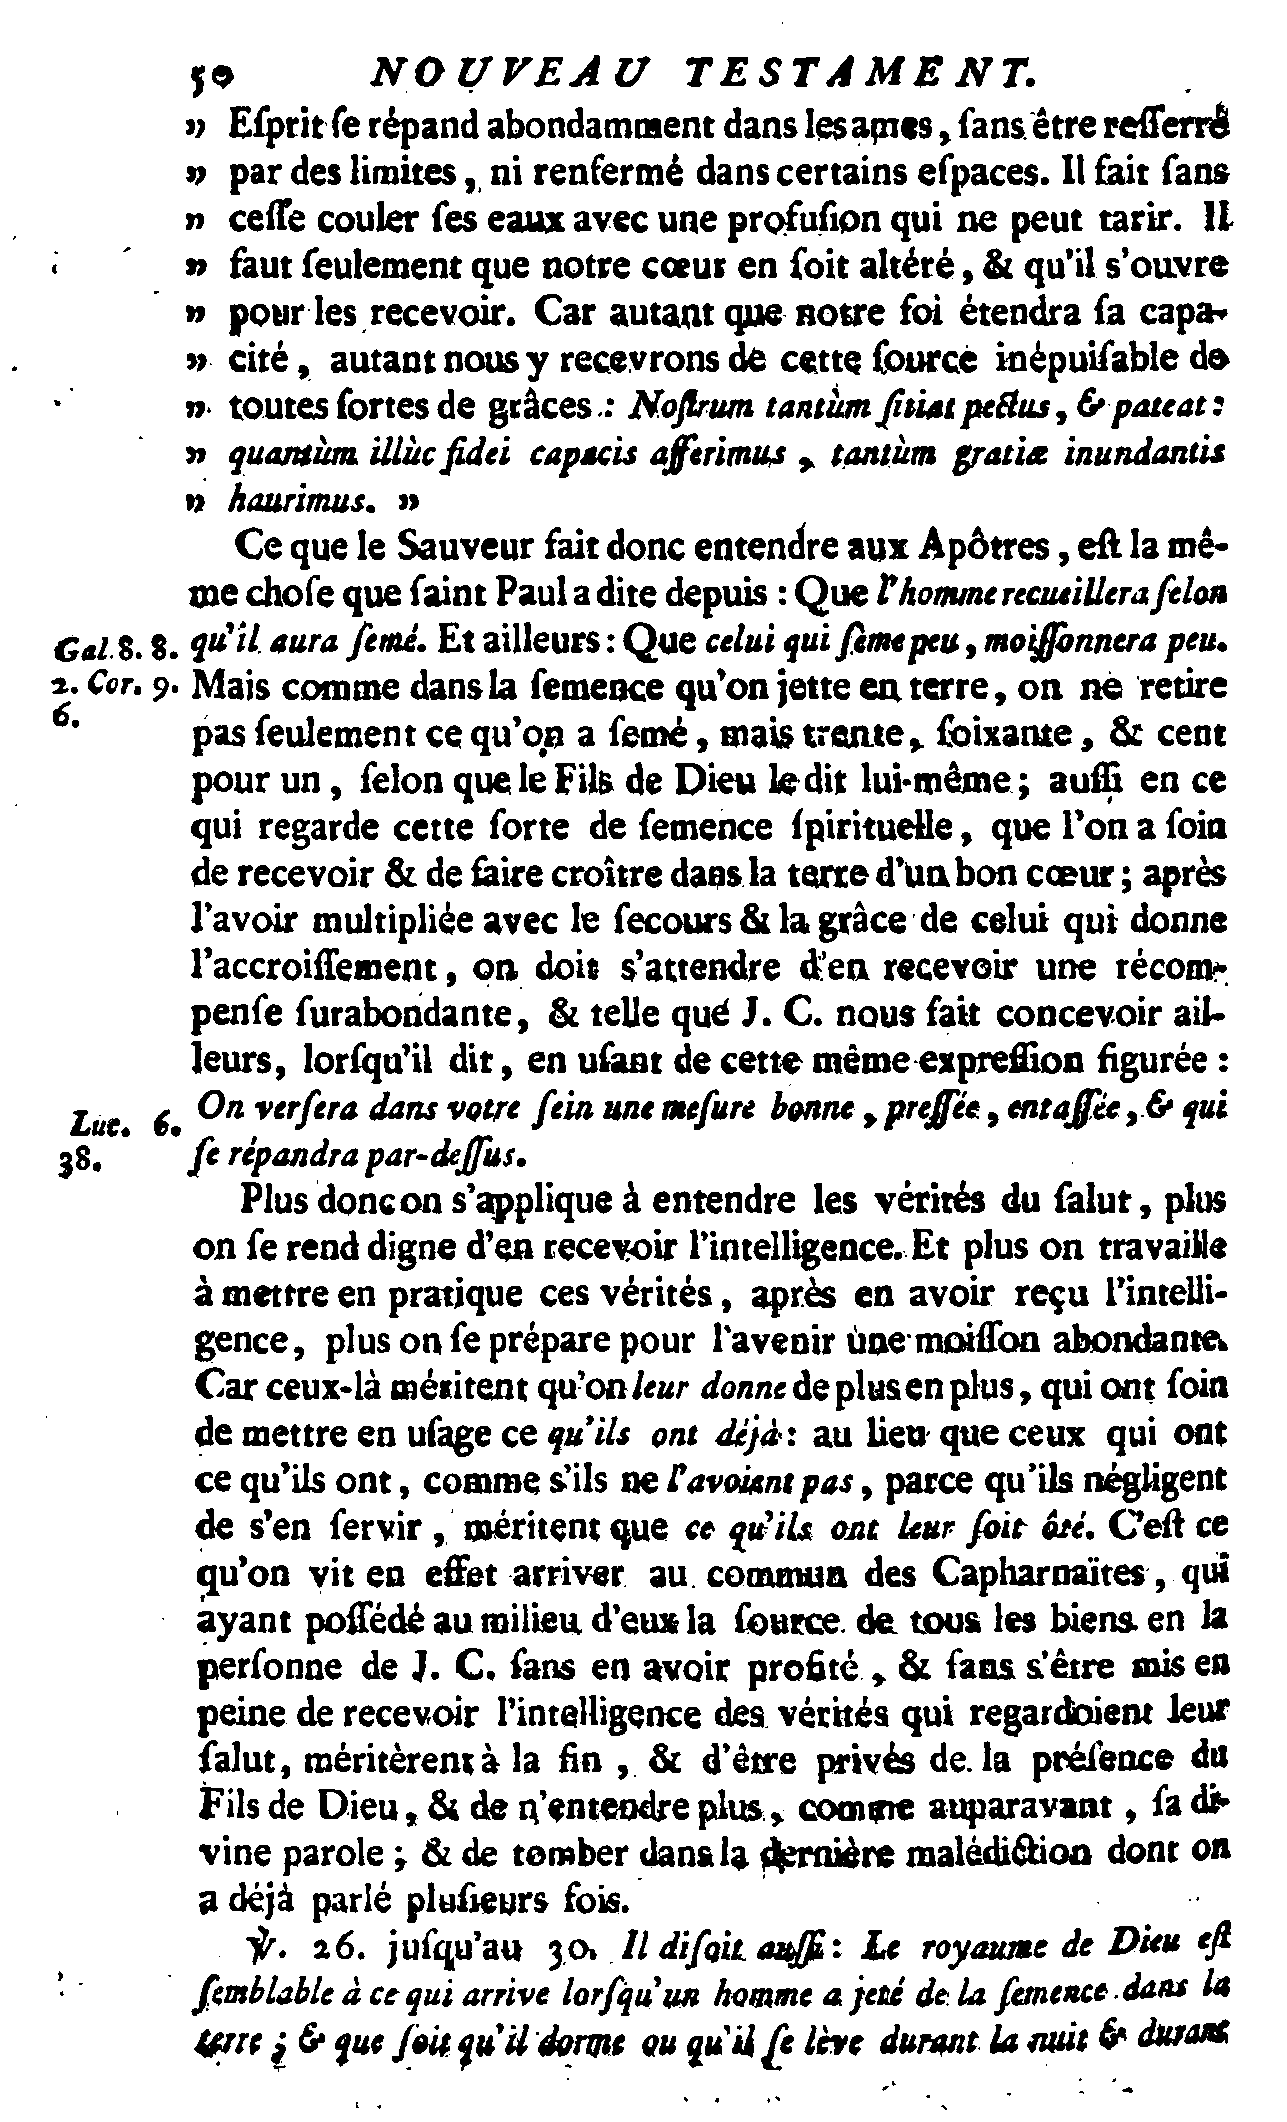 50 NOUVEAU TESTAMENT.
„ Eſprit ſe répand abondamment dans les ames, ſans être reſſerré
„ par des limites, ni renfermé dans certains eſpaces. Il fait ſans
„ ceſſe couler ſes eaux avec une profuſion qui ne peut tarir. Il
„ faut ſeulement que notre cœur en ſoit altéré, & qu'il s'ouvre
„ pour les recevoir. Car autant que notre foi étendra ſa capa-
„ cité, autant nous y recevrons de cette ſource inépuiſable de
„ toutes ſortes de grâces : Noſtrum tantùm ſitiat pectus, & pateat :
„ quantùm illùc fidei capacis afferimus, tantùm gratiæ inundantis
„ haurimus. „
Ce que le Sauveur fait donc entendre aux Apôtres, eſt la mê-
me choſe que ſaint Paul a dite depuis : Que l'homme recueillera ſelon
Gal. 8. 8. qu'il aura ſemé. Et ailleurs : Que celui qui ſème peu, moiſſonnera peu.
2. Cor. 9. Mais comme dans la ſemence qu'on jette en terre, on ne retire
6.
pas ſeulement ce qu'on a ſemé, mais trente, ſoixante, & cent
pour un, ſelon que le Fils de Dieu le dit lui-même ; auſſi en ce
qui regarde cette ſorte de ſemence ſpirituelle, que l'on a ſoin
de recevoir & de faire croître dans la terre d'un bon cœur ; après
l'avoir multipliée avec le ſecours & la grâce de celui qui donne
l'accroiſſement, on doit s'attendre d'en recevoir une récom-
penſe ſurabondante, & telle que J. C. nous fait concevoir ail-
leurs, lorſqu'il dit, en uſant de cette même expreſſion figurée :
Luc. 6. On verſera dans votre ſein une meſure bonne, preſſée, entaſſée, & qui
38. ſe répandra par-deſſus.
Plus donc on s'applique à entendre les vérités du ſalut, plus
on ſe rend digne d'en recevoir l'intelligence. Et plus on travaille
à mettre en pratique ces vérités, après en avoir reçu l'intelli-
gence, plus on ſe prépare pour l'avenir une moiſſon abondante.
Car ceux-là méritent qu'on leur donne de plus en plus, qui ont ſoin
de mettre en uſage ce qu'ils ont déjà : au lieu que ceux qui ont
ce qu'ils ont, comme s'ils ne l'avoient pas, parce qu'ils négligent
de s'en ſervir, méritent que ce qu'ils ont leur ſoit ôté. C'eſt ce
qu'on vit en effet arriver au commun des Capharnaïtes, qui
ayant poſſédé au milieu d'eux la ſource de tous les biens en la
perſonne de J. C. ſans en avoir profité, & ſans s'être mis en
peine de recevoir l'intelligence des vérités qui regardoient leur
ſalut, méritèrent à la fin, & d'être privés de la préſence du
Fils de Dieu, & de n'entendre plus, comme auparavant, ſa di-
vine parole ; & de tomber dans la dernière malédiction dont on
a déjà parlé pluſieurs fois.
℣. 26. juſqu'au 30. Il diſoit auſſi : Le royaume de Dieu eſt
ſemblable à ce qui arrive lorſqu'un homme a jeté de la ſemence dans la
terre ; & que ſoit qu'il dorme ou qu'il ſe lève durant la nuit & durant